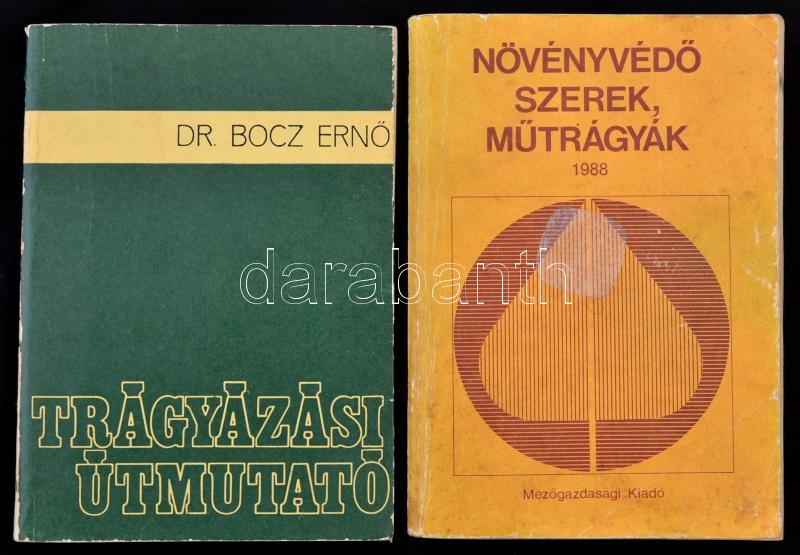 DR. BOCZ ERNŐ
TRÁGYÁZÁSI
ÚTMUTATÓ
NÖVÉNYVÉDŐ
SZEREK,
MŰTRÁGYÁK
1988
Mezőgazdasági Kiadó
darabanth